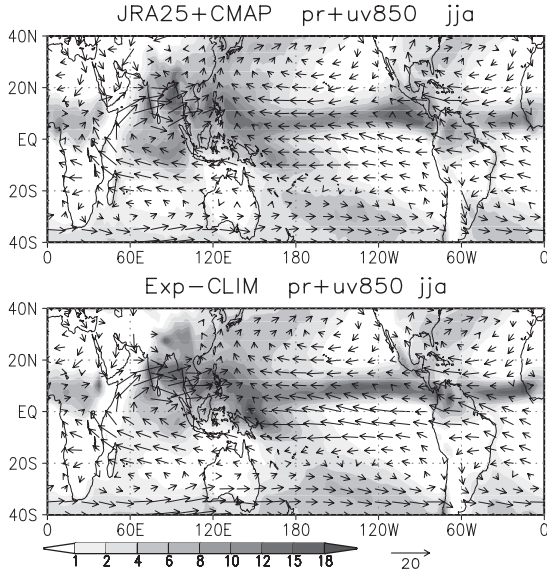 JRA25+CMAP pr+uv850 jja
40N
20N
EQ
20S
40S
0 60E 120E 180 120W 60W 0
Exp-CLIM pr+uv850 jja
40N
20N
EQ
20S
40S
0 60E 120E 180 120W 60W 0
1 2 4 6 8 10 12 15 18
20